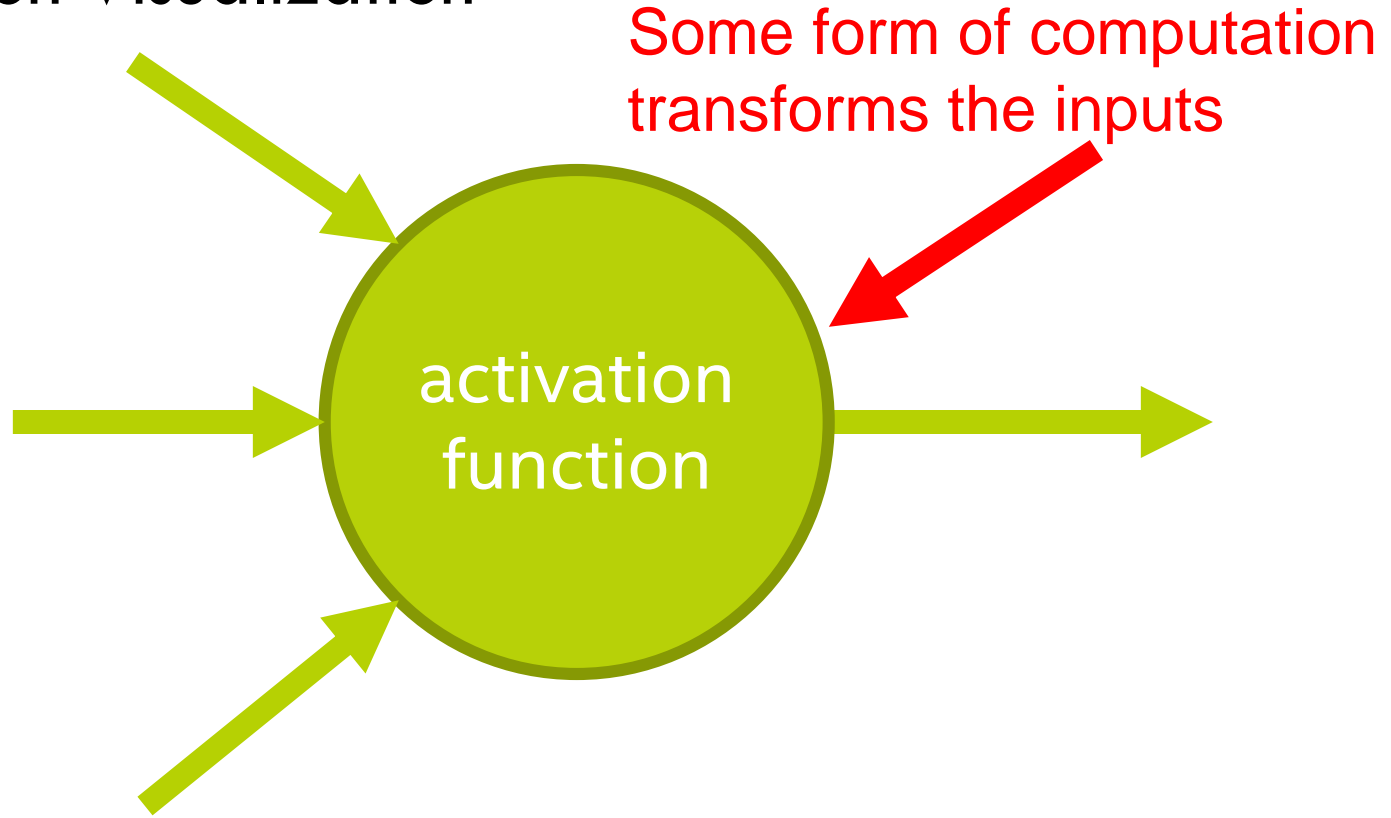 Some form of computation
transforms the inputs
activation
function